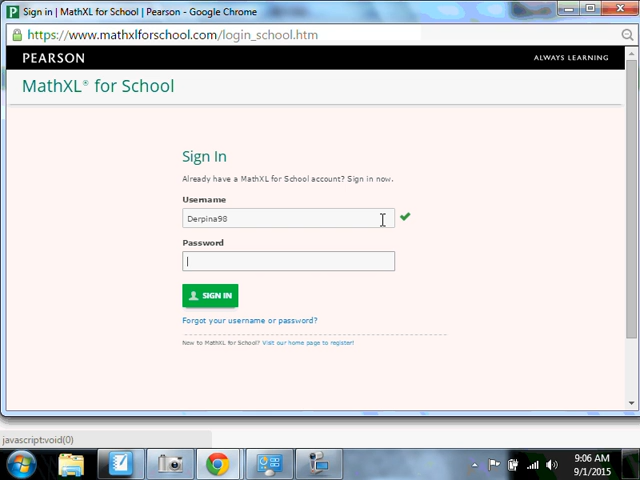 Sign in | MathXL for School | Pearson - Google Chrome
https://www.mathxlforschool.com/login_school.htm
PEARSON
ALWAYS LEARNING
MathXL® for School
Sign In
Already have a MathXL for School account? Sign in now.
Username
Derpina98
Password
SIGN IN
Forgot your username or password?
New to MathXL for School? Visit our home page to register!
javascript:void(0)
9:06 AM
9/1/2015